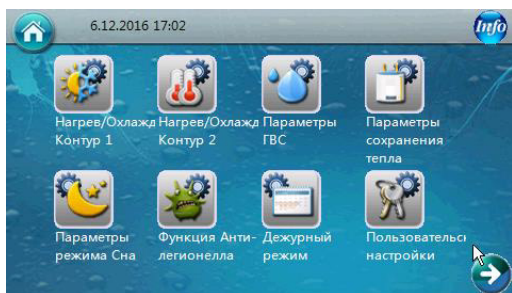 6.12.2016 17:02
Info
Нагрев/Охлажд
Контур 1
Нагрев/Охлажд
Контур 2
Параметры
ГВС
Параметры
сохранения
тепла
Параметры
режима Сна
Функция Анти-
легионелла
Дежурный
режим
Пользовательск
настройки